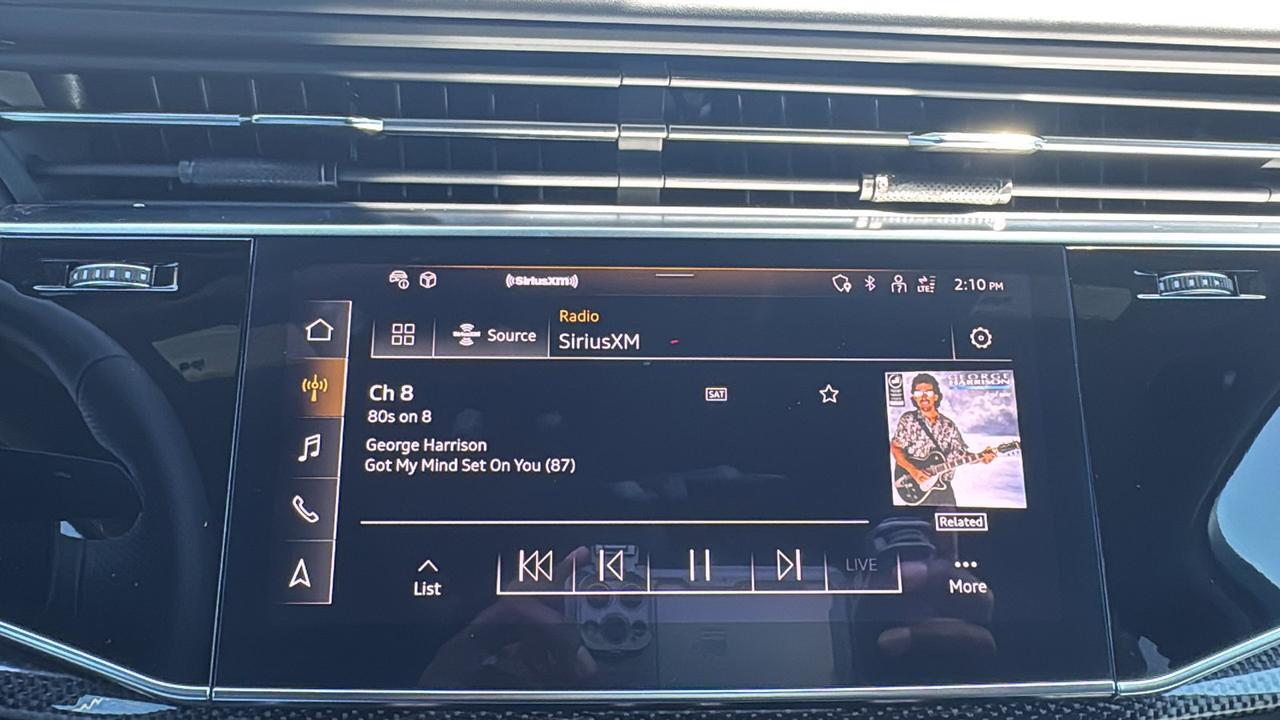 SiriusXM
LTE
2:10 PM
Radio
Source
SiriusXM
Ch 8
SAT
80s on 8
George Harrison
Got My Mind Set On You (87)
GEORGE
HARRISON
Related
LIVE
List
More